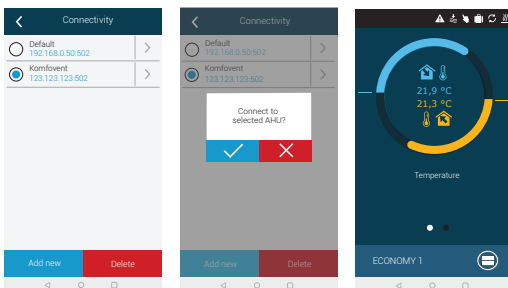 Connectivity
Default
192.168.0.50:502
Komfovent
123.123.123:502
Add new
Delete
Connectivity
Default
192.168.0.50:502
Komfovent
123.123.123:502
Connect to
selected AHU?
Add new
Delete
21,9 °C
21,3 °C
Temperature
ECONOMY 1